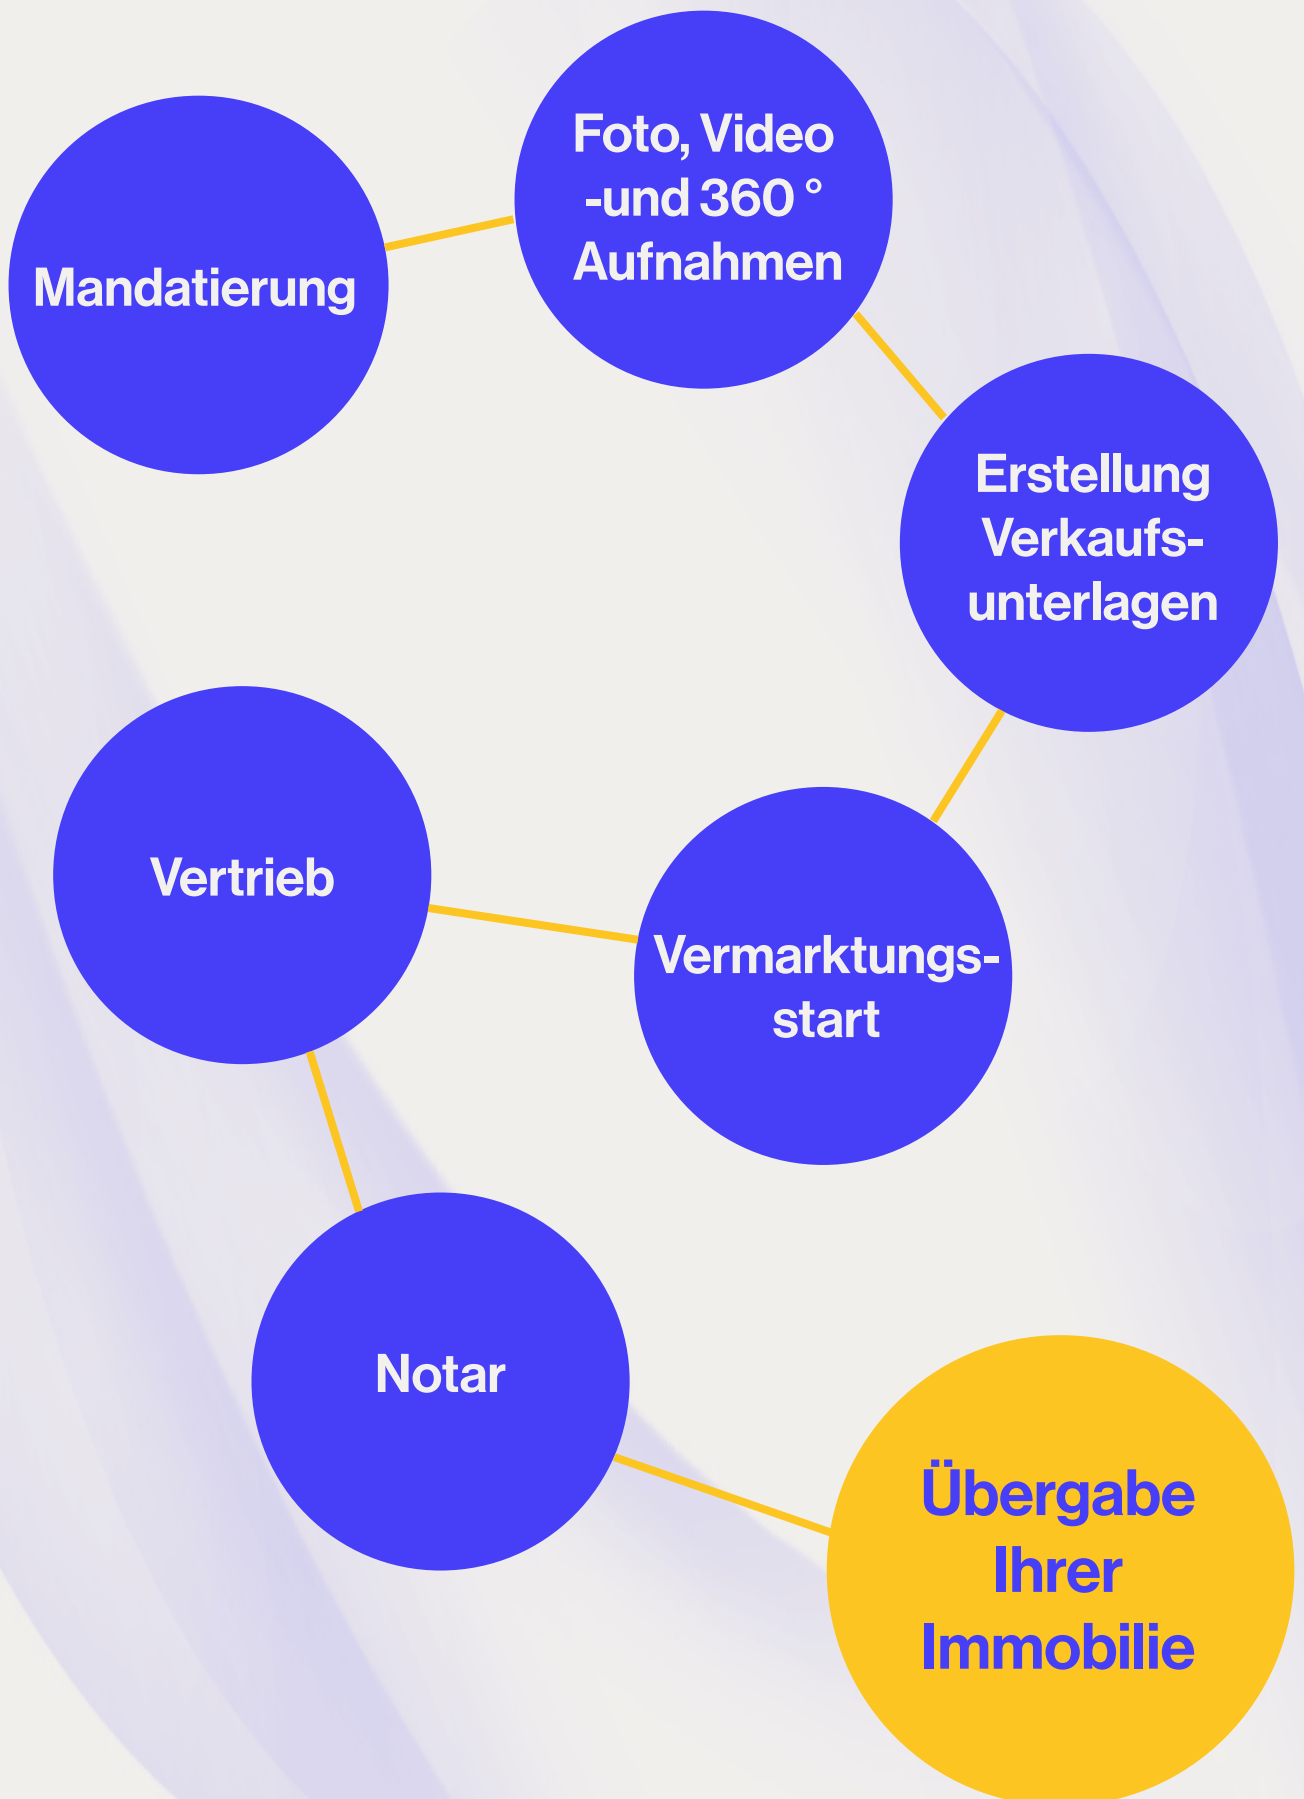 Mandatierung
Foto, Video
-und 360 °
Aufnahmen
Erstellung
Verkaufs-
unterlagen
Vermarktungs-
start
Vertrieb
Notar
Übergabe
Ihrer
Immobilie